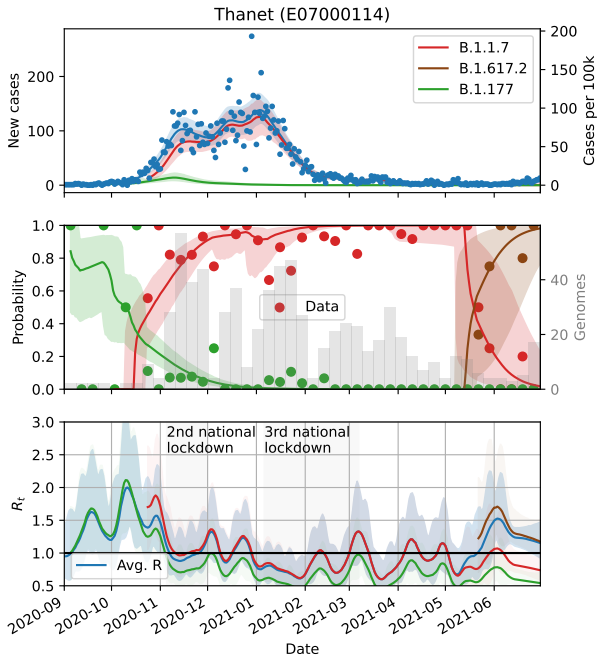 Thanet (E07000114)
New cases
0
100
200
0
50
100
150
200
Cases per 100k
B.1.1.7
B.1.617.2
B.1.177
Probability
0.0
0.2
0.4
0.6
0.8
1.0
Data
0
20
40
Genomes
R_t
0.5
1.0
1.5
2.0
2.5
3.0
2nd national
lockdown
3rd national
lockdown
Avg. R
2020-09
2020-10
2020-11
2020-12
2021-01
2021-02
2021-03
2021-04
2021-05
2021-06
Date